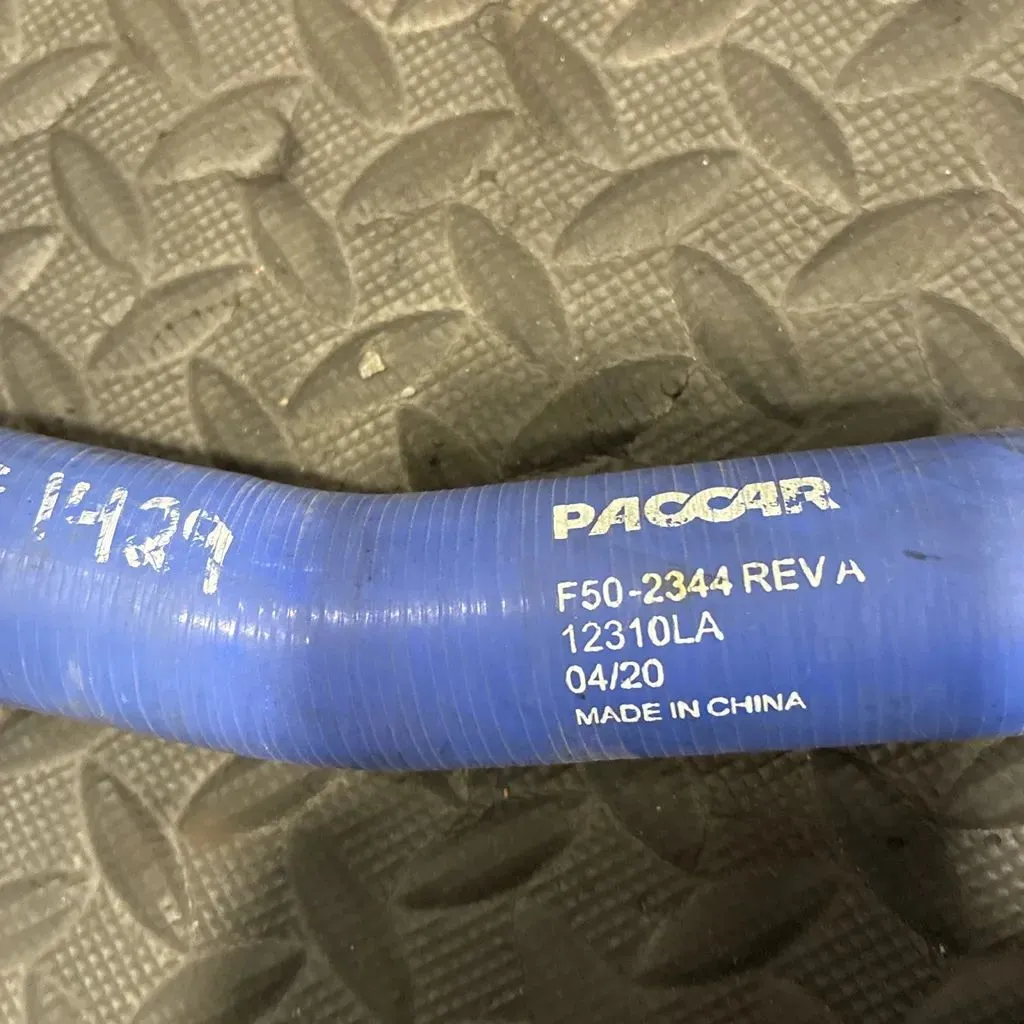 1429
PACCAR
F50-2344 REV A
12310LA
04/20
MADE IN CHINA